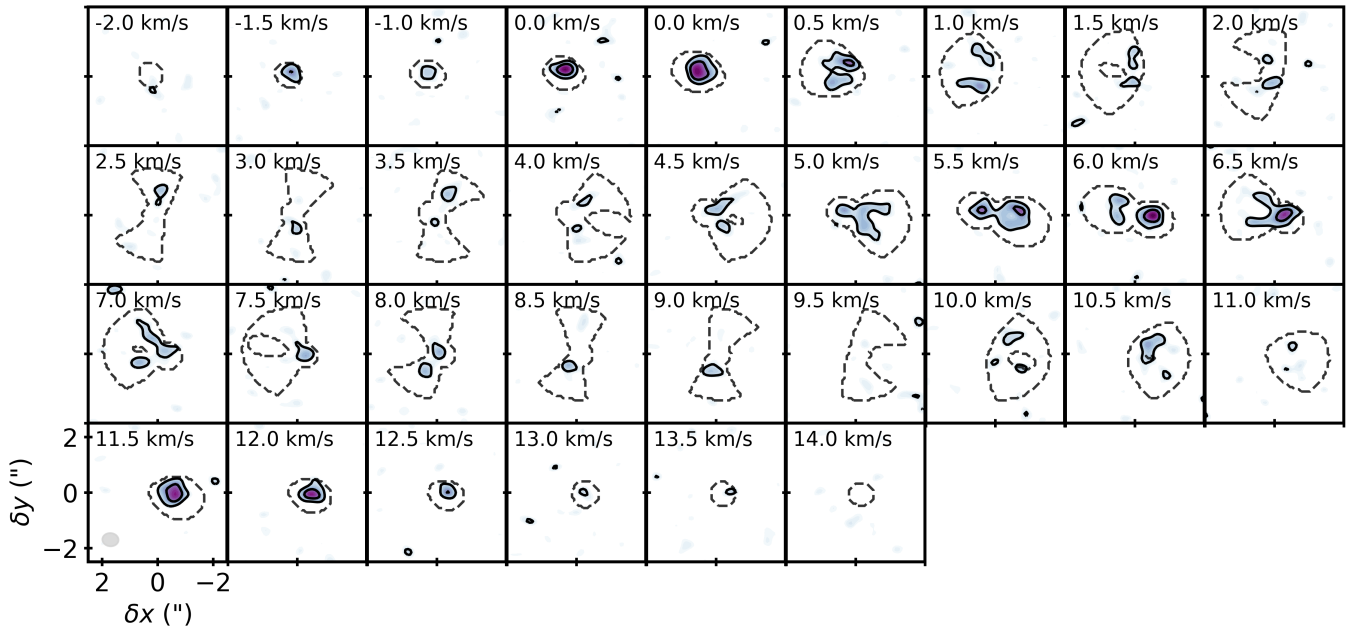 -2.0 km/s -1.5 km/s -1.0 km/s 0.0 km/s 0.0 km/s 0.5 km/s 1.0 km/s 1.5 km/s 2.0 km/s
2.5 km/s 3.0 km/s 3.5 km/s 4.0 km/s 4.5 km/s 5.0 km/s 5.5 km/s 6.0 km/s 6.5 km/s
7.0 km/s 7.5 km/s 8.0 km/s 8.5 km/s 9.0 km/s 9.5 km/s 10.0 km/s 10.5 km/s 11.0 km/s
11.5 km/s 12.0 km/s 12.5 km/s 13.0 km/s 13.5 km/s 14.0 km/s
2
0
−2
δy (")
2 0 −2
δx (")